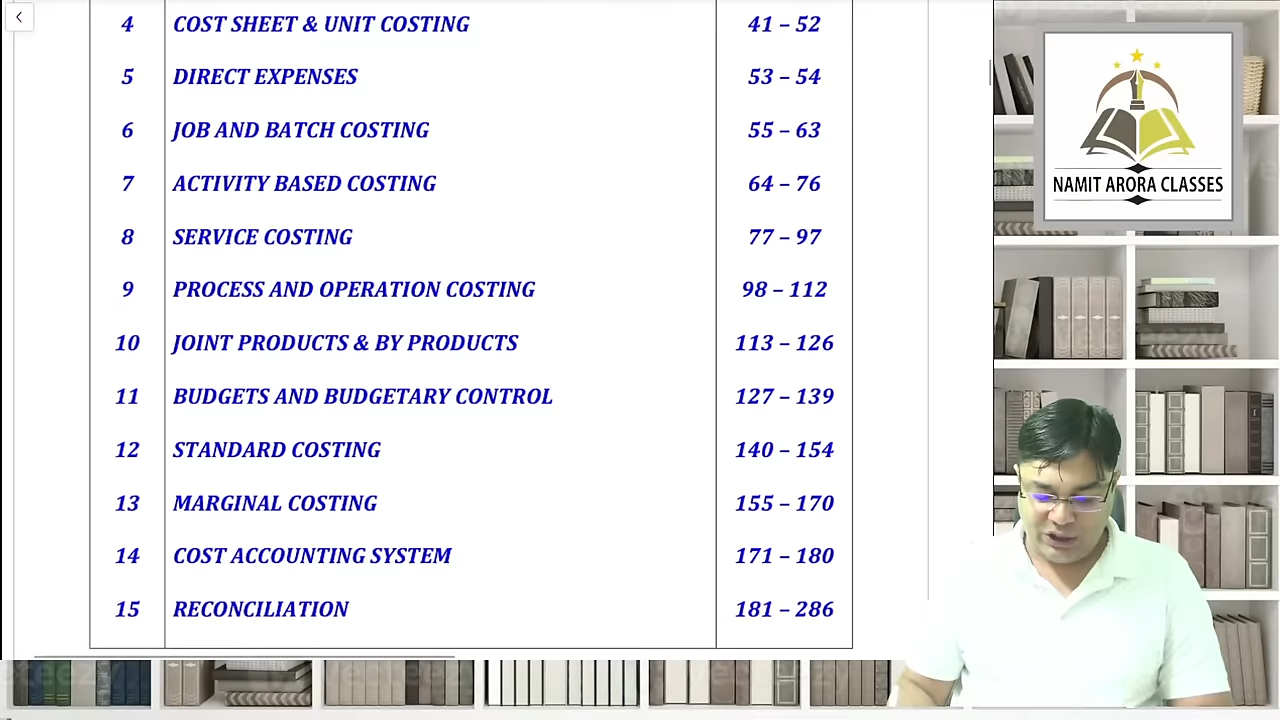 4 COST SHEET & UNIT COSTING 41 – 52
5 DIRECT EXPENSES 53 – 54
6 JOB AND BATCH COSTING 55 – 63
7 ACTIVITY BASED COSTING 64 – 76
8 SERVICE COSTING 77 – 97
9 PROCESS AND OPERATION COSTING 98 – 112
10 JOINT PRODUCTS & BY PRODUCTS 113 – 126
11 BUDGETS AND BUDGETARY CONTROL 127 – 139
12 STANDARD COSTING 140 – 154
13 MARGINAL COSTING 155 – 170
14 COST ACCOUNTING SYSTEM 171 – 180
15 RECONCILIATION 181 – 286
NAMIT ARORA CLASSES